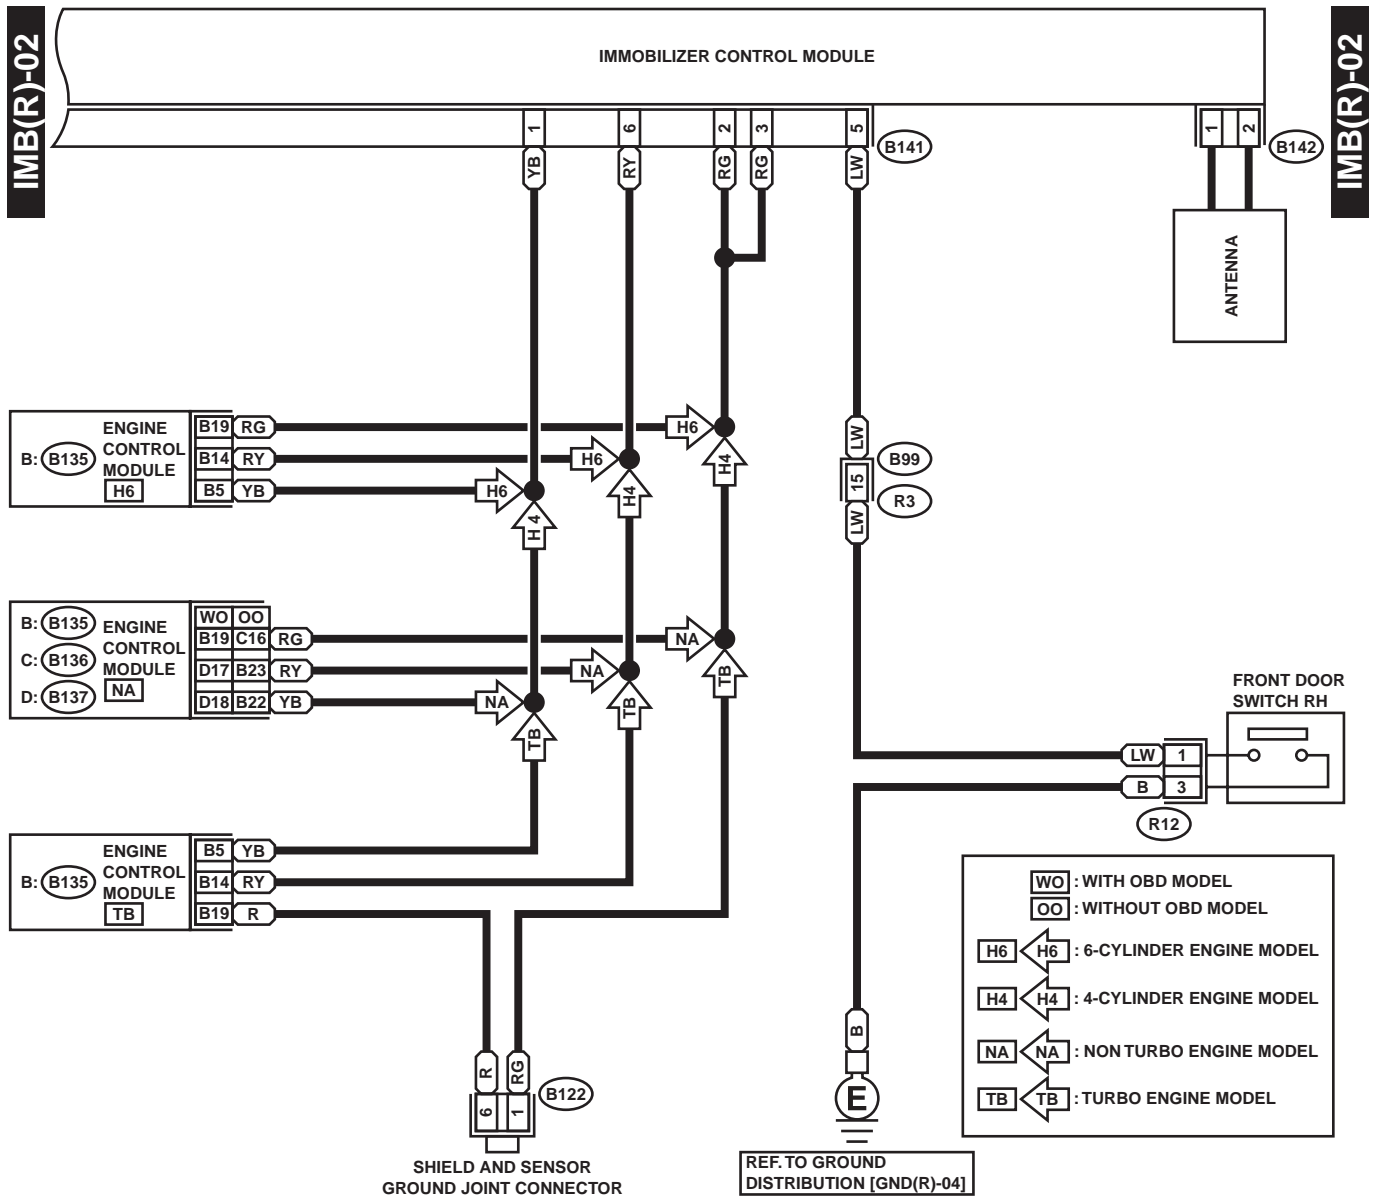 IMB(R)-02
IMMOBILIZER CONTROL MODULE
IMB(R)-02
1
6
2
3
5
B141
1
2
B142
YB
RY
RG
RG
LW
ANTENNA
B: B135
ENGINE
CONTROL
MODULE
H6
B19 RG
B14 RY
B5 YB
H6
H6
H6
H4
H4
H 4
LW
B99
15
R3
LW
B: B135
C: B136
D: B137
ENGINE
CONTROL
MODULE
NA
WO OO
B19 C16 RG
D17 B23 RY
D18 B22 YB
NA
NA
NA
TB
TB
TB
FRONT DOOR
SWITCH RH
LW 1
B 3
R12
B: B135
ENGINE
CONTROL
MODULE
TB
B5 YB
B14 RY
B19 R
WO : WITH OBD MODEL
OO : WITHOUT OBD MODEL
H6 H6 : 6-CYLINDER ENGINE MODEL
H4 H4 : 4-CYLINDER ENGINE MODEL
NA NA : NON TURBO ENGINE MODEL
TB TB : TURBO ENGINE MODEL
R
RG
6
1
B122
SHIELD AND SENSOR
GROUND JOINT CONNECTOR
B
E
REF. TO GROUND
DISTRIBUTION [GND(R)-04]